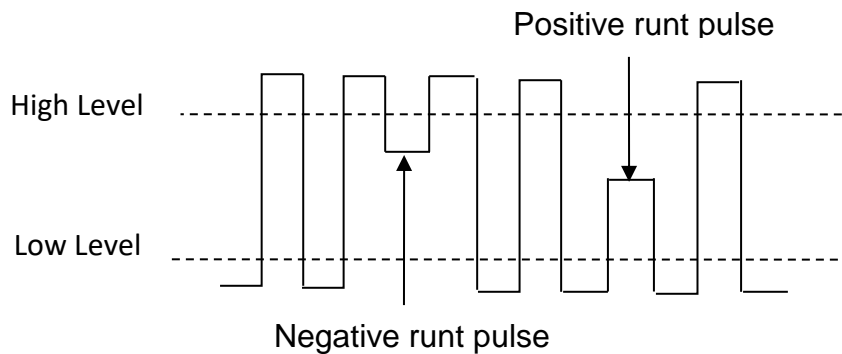 Positive runt pulse
High Level
Low Level
Negative runt pulse